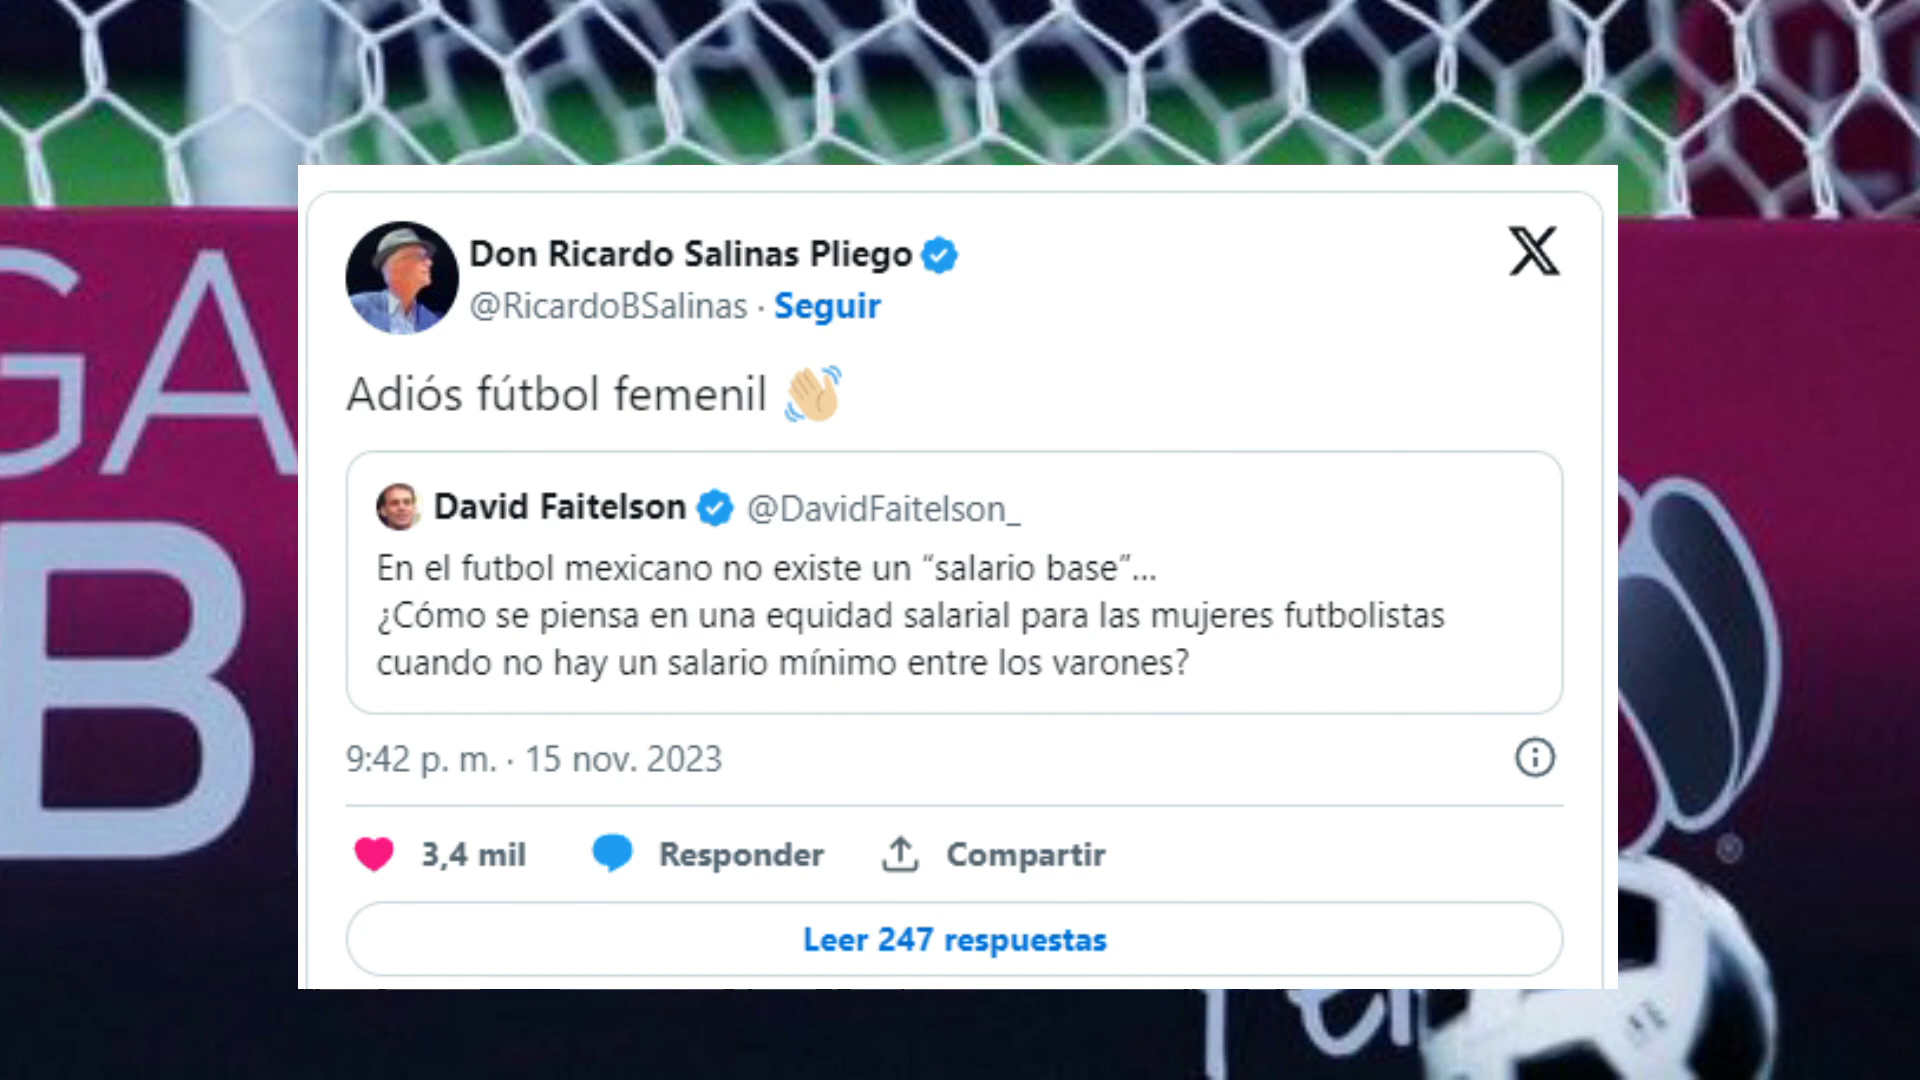 GA
B
Don Ricardo Salinas Pliego
@RicardoBSalinas · Seguir
Adiós fútbol femenil 👋🏼
David Faitelson @DavidFaitelson_
En el futbol mexicano no existe un “salario base”...
¿Cómo se piensa en una equidad salarial para las mujeres futbolistas
cuando no hay un salario mínimo entre los varones?
9:42 p. m. · 15 nov. 2023
3,4 mil Responder Compartir
Leer 247 respuestas
®